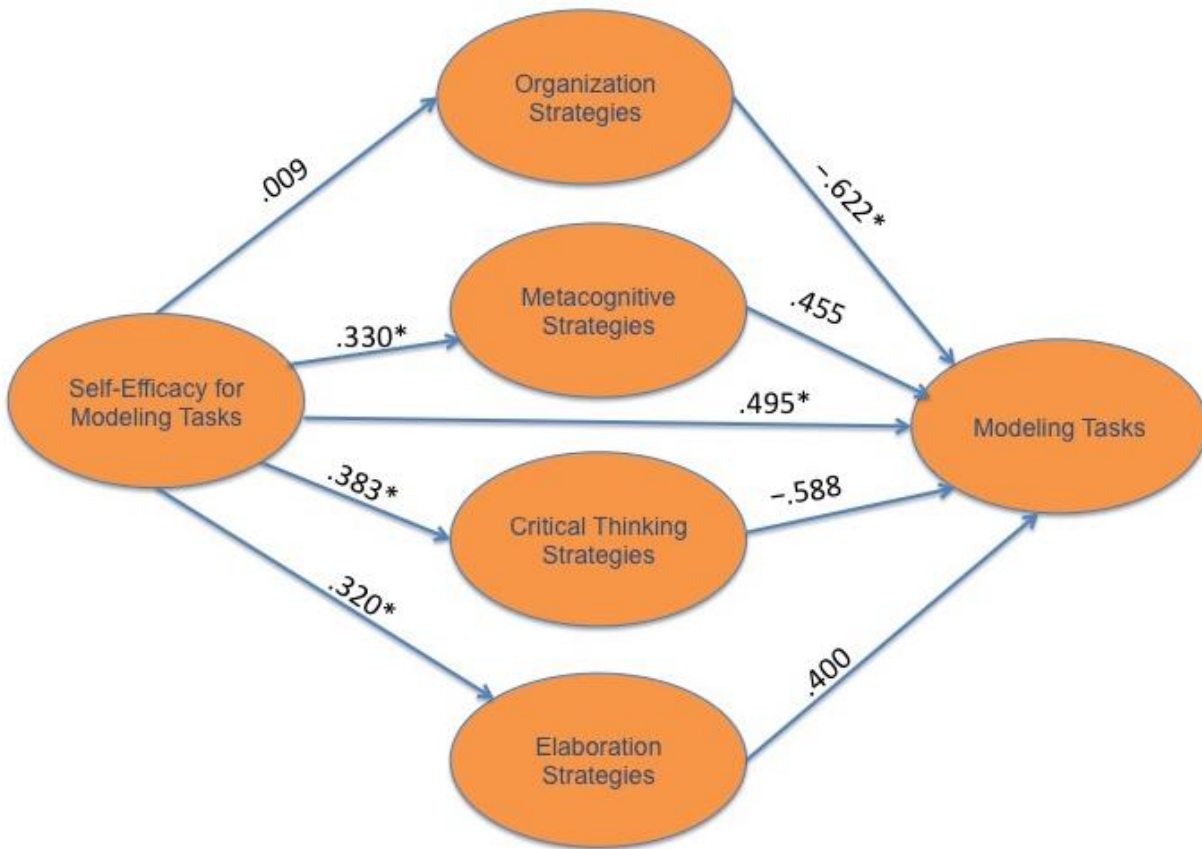 Organization
Strategies
.009
−.622*
Metacognitive
Strategies
.330*
.455
Self-Efficacy for
Modeling Tasks
.495*
Modeling Tasks
.383*
Critical Thinking
Strategies
−.588
.320*
.400
Elaboration
Strategies